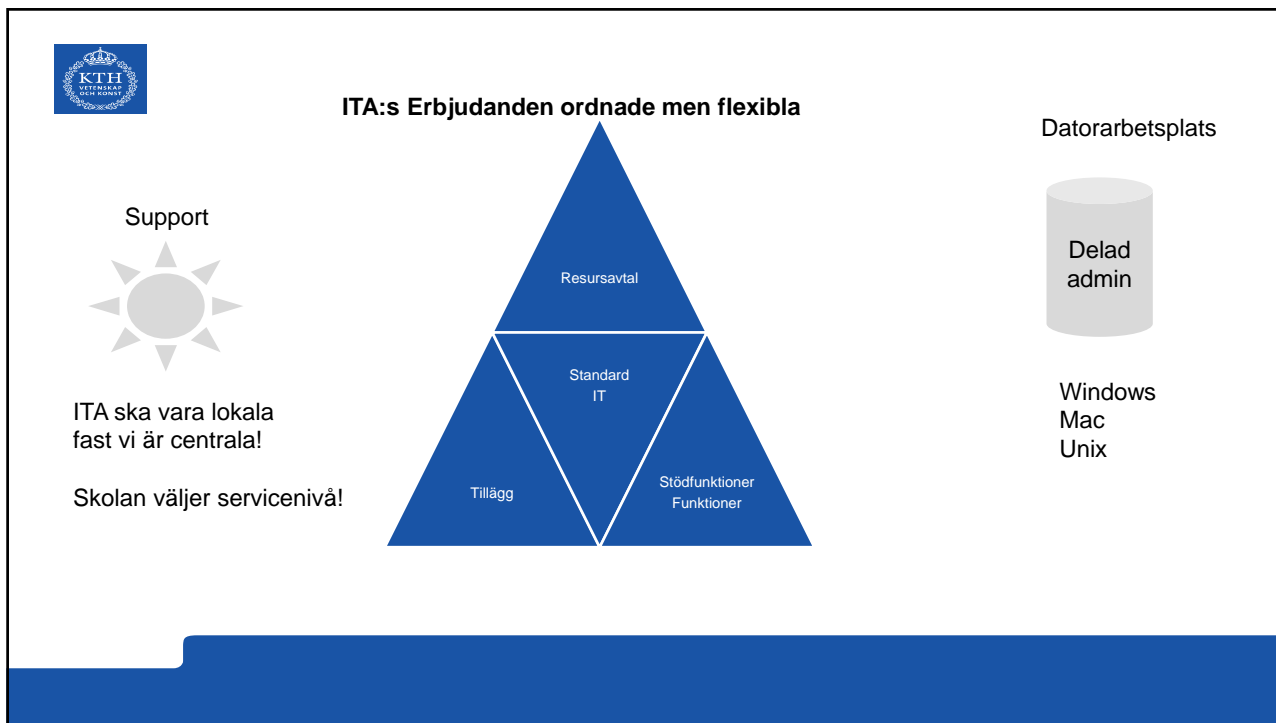 KTH
VETENSKAP
OCH KONST
ITA:s Erbjudanden ordnade men flexibla
Support
ITA ska vara lokala
fast vi är centrala!
Skolan väljer servicenivå!
Resursavtal
Standard
IT
Tillägg
Stödfunktioner
Funktioner
Datorarbetsplats
Delad
admin
Windows
Mac
Unix